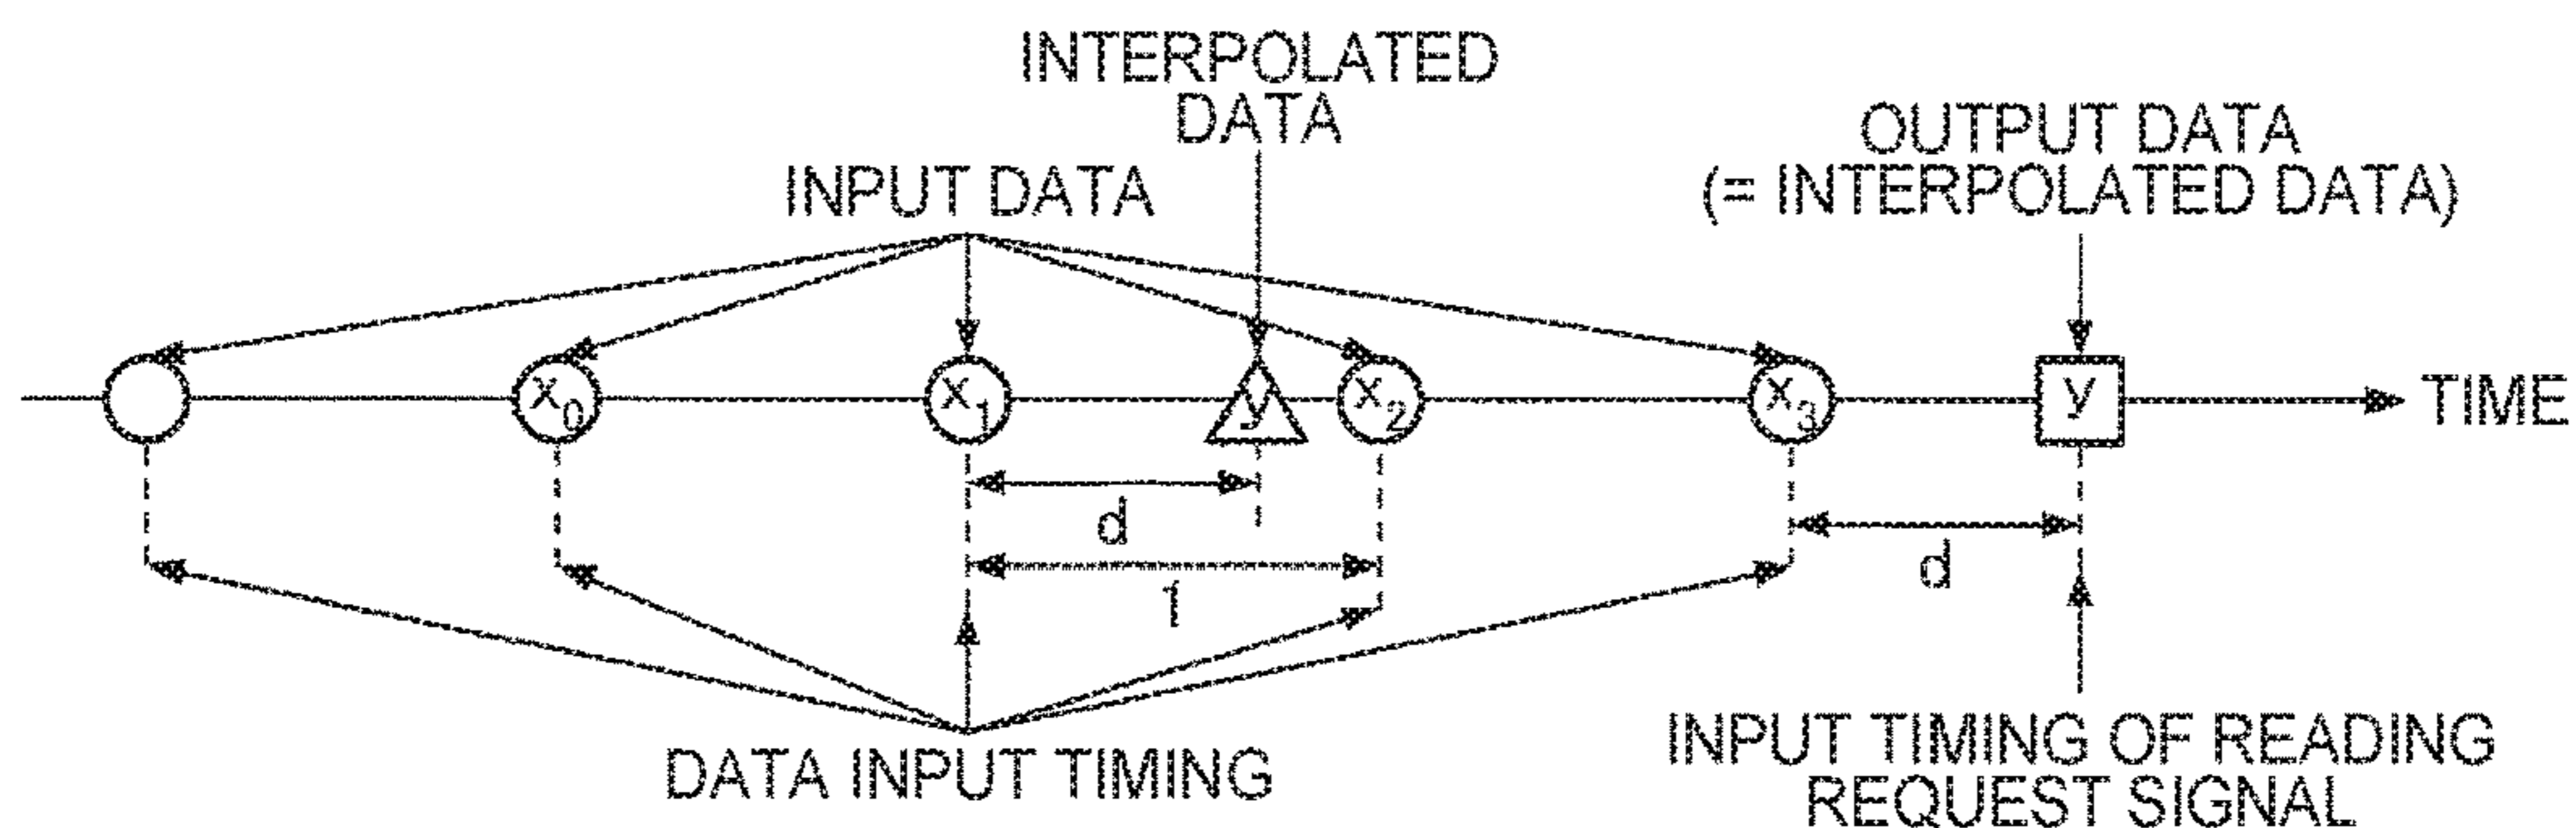 INTERPOLATED
DATA
INPUT DATA
OUTPUT DATA
(= INTERPOLATED DATA)
x₀ x₁ y x₂ x₃ y TIME
d
d
1
DATA INPUT TIMING
INPUT TIMING OF READING
REQUEST SIGNAL